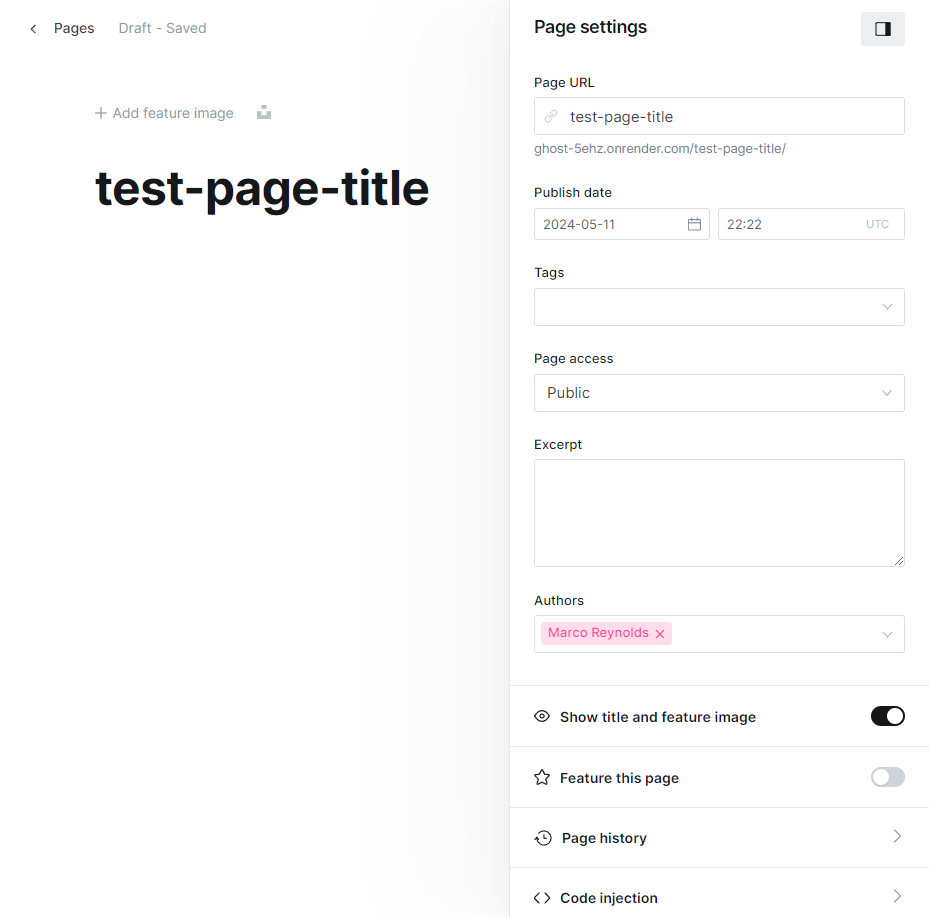 Pages
Draft - Saved
Add feature image
test-page-title
Page settings
Page URL
test-page-title
ghost-5ehz.onrender.com/test-page-title/
Publish date
2024-05-11
22:22 UTC
Tags
Page access
Public
Excerpt
Authors
Marco Reynolds
Show title and feature image
Feature this page
Page history
Code injection